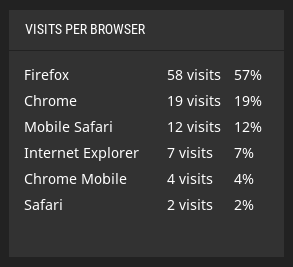 VISITS PER BROWSER
Firefox 58 visits 57%
Chrome 19 visits 19%
Mobile Safari 12 visits 12%
Internet Explorer 7 visits 7%
Chrome Mobile 4 visits 4%
Safari 2 visits 2%